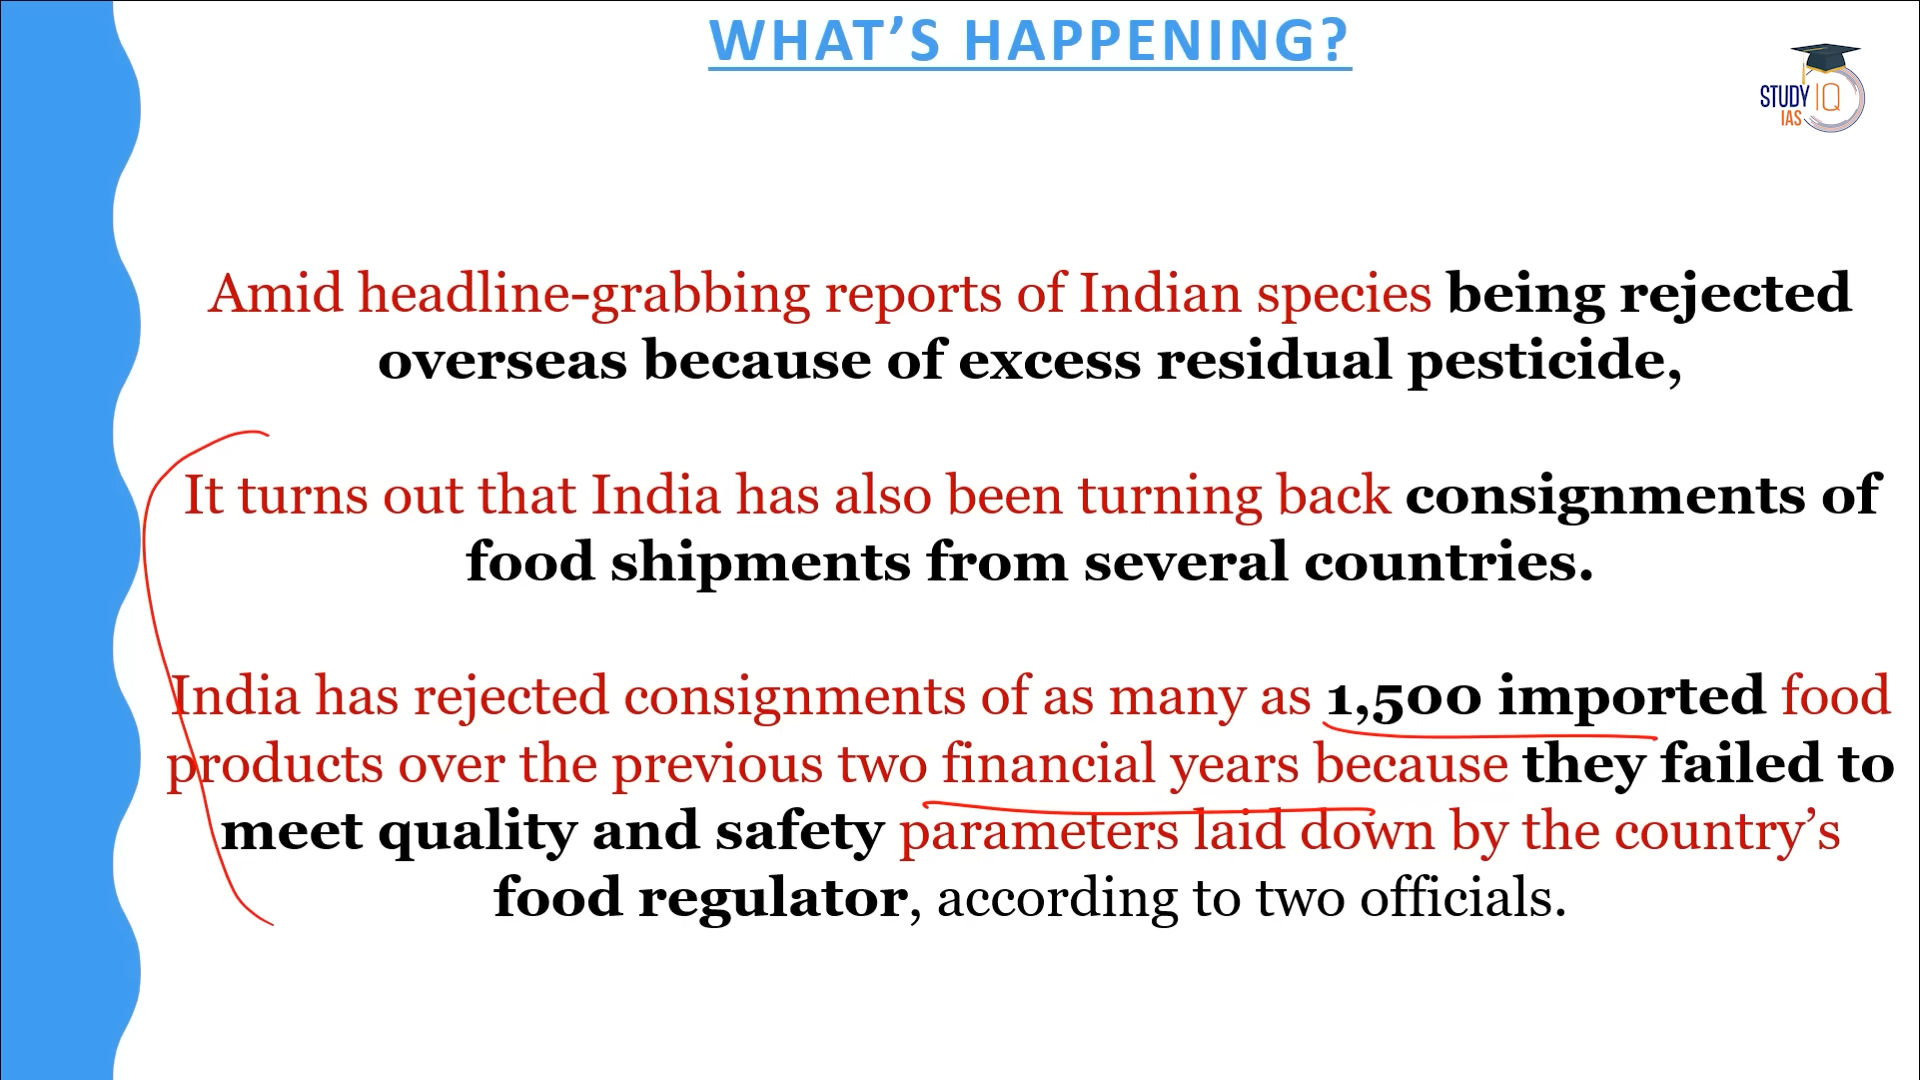 WHAT’S HAPPENING?
STUDY IQ
IAS
Amid headline-grabbing reports of Indian species being rejected
overseas because of excess residual pesticide,
It turns out that India has also been turning back consignments of
food shipments from several countries.
India has rejected consignments of as many as 1,500 imported food
products over the previous two financial years because they failed to
meet quality and safety parameters laid down by the country’s
food regulator, according to two officials.